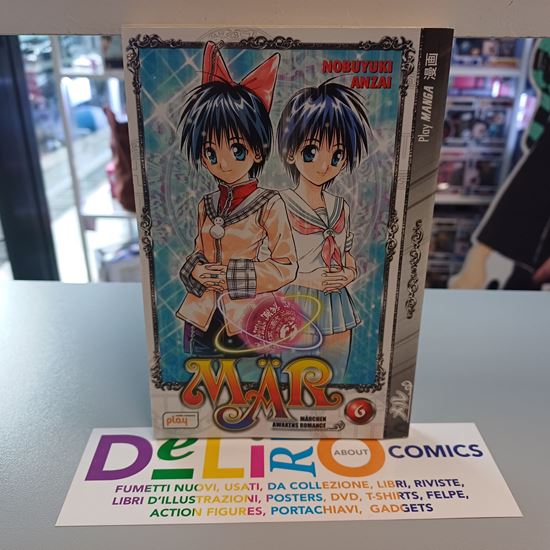 NOBUYUKI
ANZAI
Play MANGA 漫画
MÄR
MÄRCHEN
AWAKENS ROMANCE
6
play
DeLiRiO ABOUT COMICS
FUMETTI NUOVI, USATI, DA COLLEZIONE, LIBRI, RIVISTE,
LIBRI D'ILLUSTRAZIONI, POSTERS, DVD, T-SHIRTS, FELPE,
ACTION FIGURES, PORTACHIAVI, GADGETS